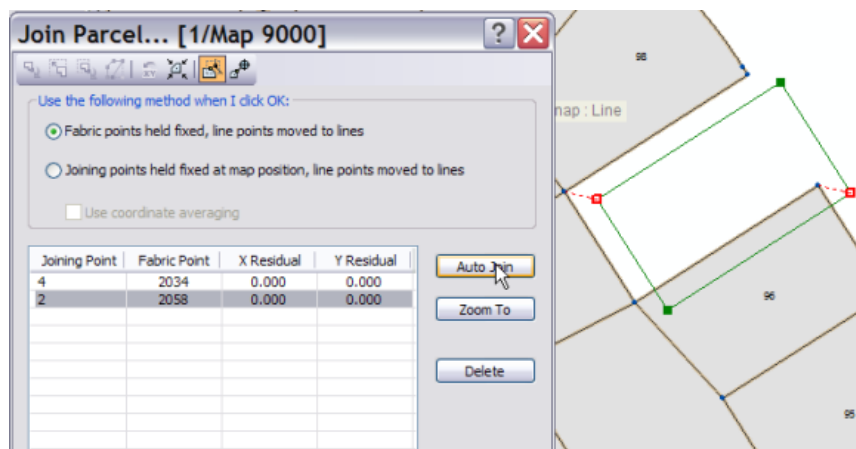 Join Parcel... [1/Map 9000]
Use the following method when I click OK:
Fabric points held fixed, line points moved to lines
Joining points held fixed at map position, line points moved to lines
Use coordinate averaging
Joining Point Fabric Point X Residual Y Residual
4 2034 0.000 0.000
2 2058 0.000 0.000
Auto Join
Zoom To
Delete
98
nap : Line
96
95